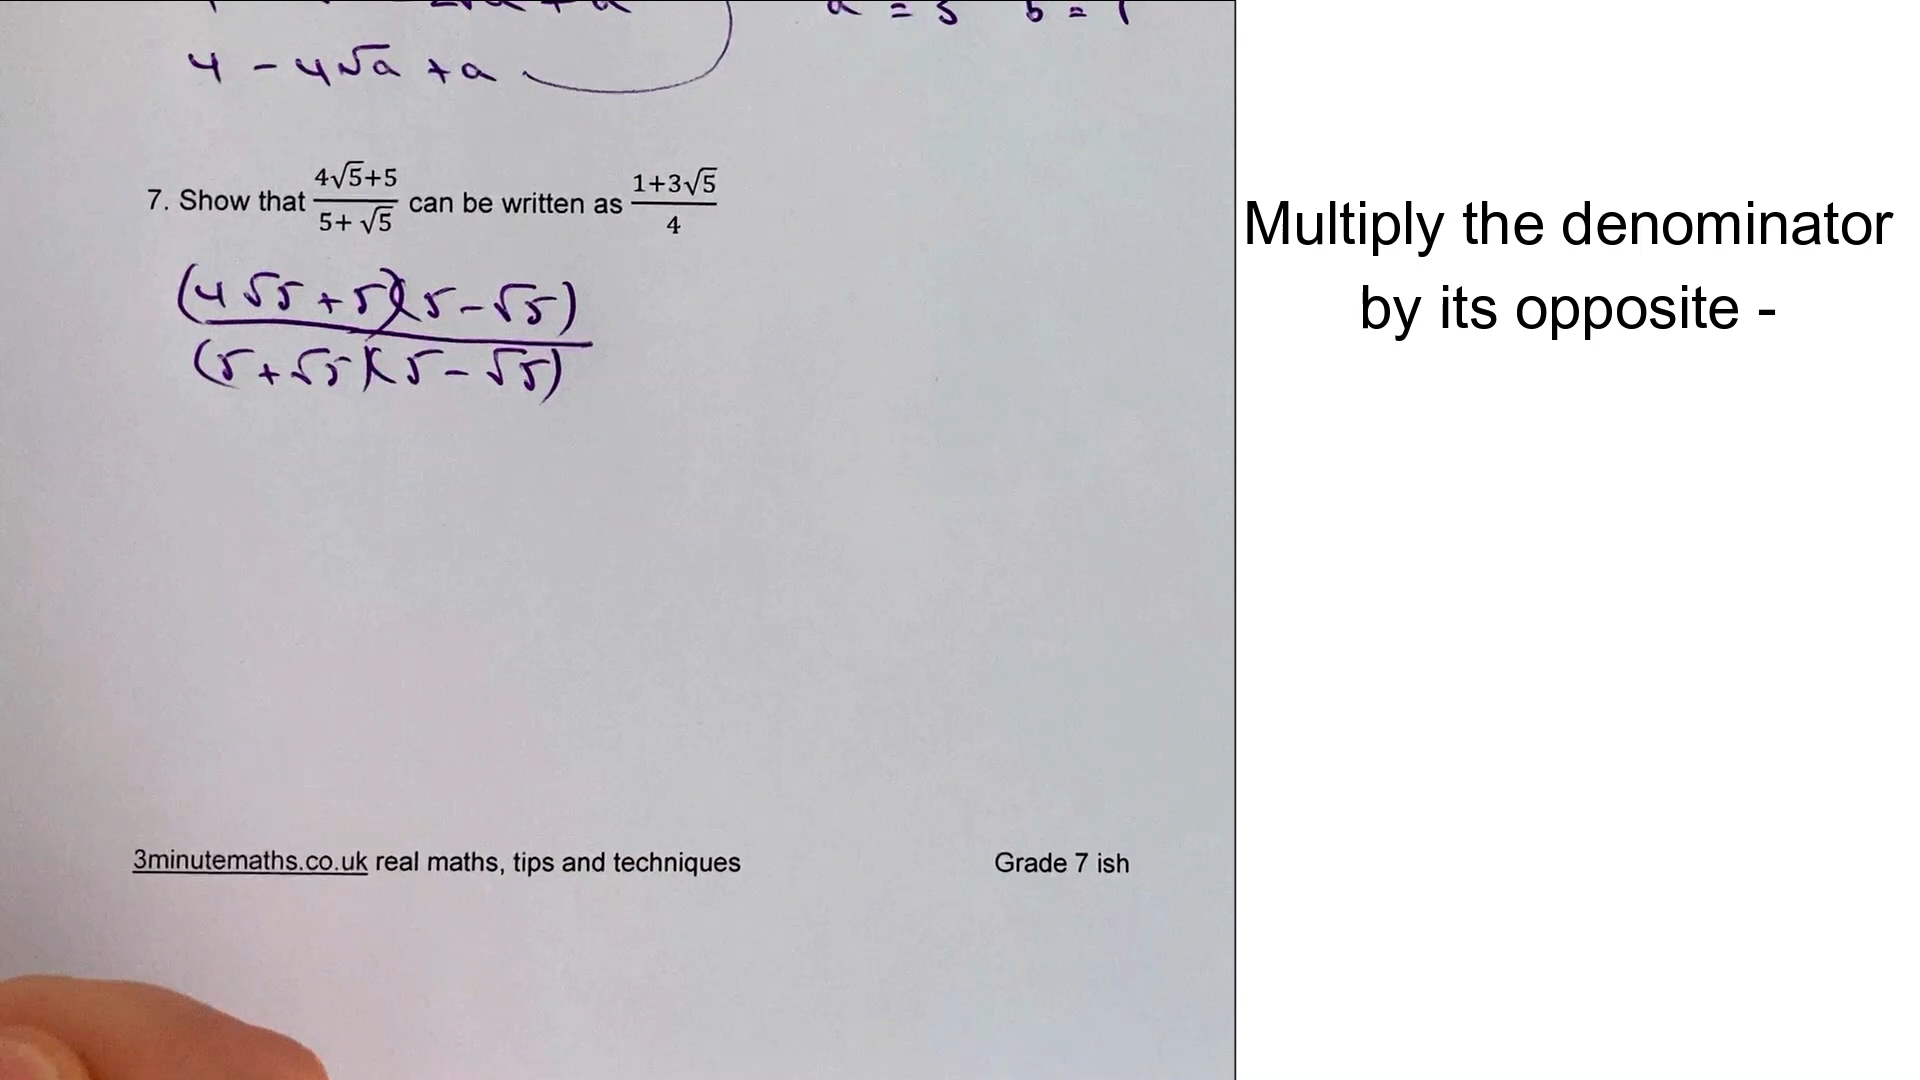 a = 5 b = 1
4 - 4√a + a
7. Show that (4√5+5)/(5+ √5) can be written as (1+3√5)/4
(4√5 + 5)(5 - √5)
(5 + √5)(5 - √5)
3minutemaths.co.uk real maths, tips and techniques Grade 7 ish
Multiply the denominator
by its opposite -